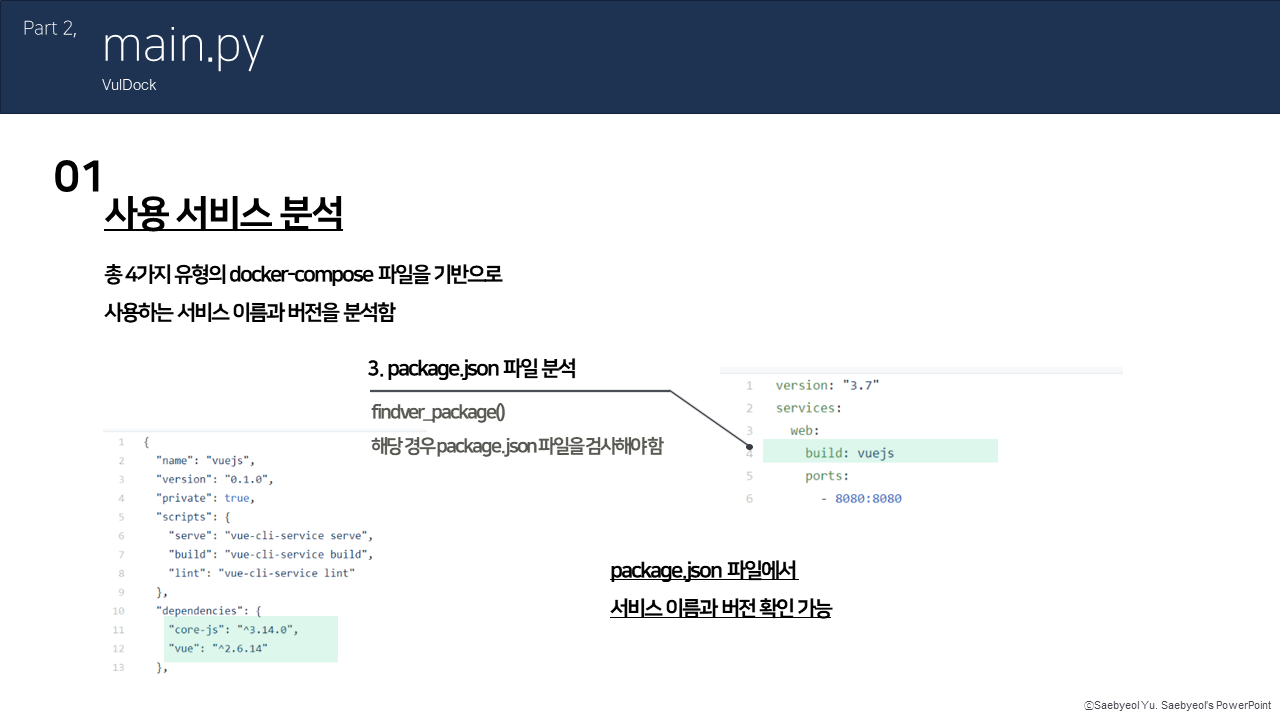 Part 2,
main.py
VulDock
01
사용 서비스 분석
총 4가지 유형의 docker-compose 파일을 기반으로
사용하는 서비스 이름과 버전을 분석함
3. package.json 파일 분석
findver_package()
해당 경우 package.json 파일을 검사해야 함
1 {
2 "name": "vuejs",
3 "version": "0.1.0",
4 "private": true,
5 "scripts": {
6 "serve": "vue-cli-service serve",
7 "build": "vue-cli-service build",
8 "lint": "vue-cli-service lint"
9 },
10 "dependencies": {
11 "core-js": "^3.14.0",
12 "vue": "^2.6.14"
13 },
1 version: "3.7"
2 services:
3 web:
4 build: vuejs
5 ports:
6 - 8080:8080
package.json 파일에서
서비스 이름과 버전 확인 가능
ⓒSaebyeol Yu. Saebyeol's PowerPoint